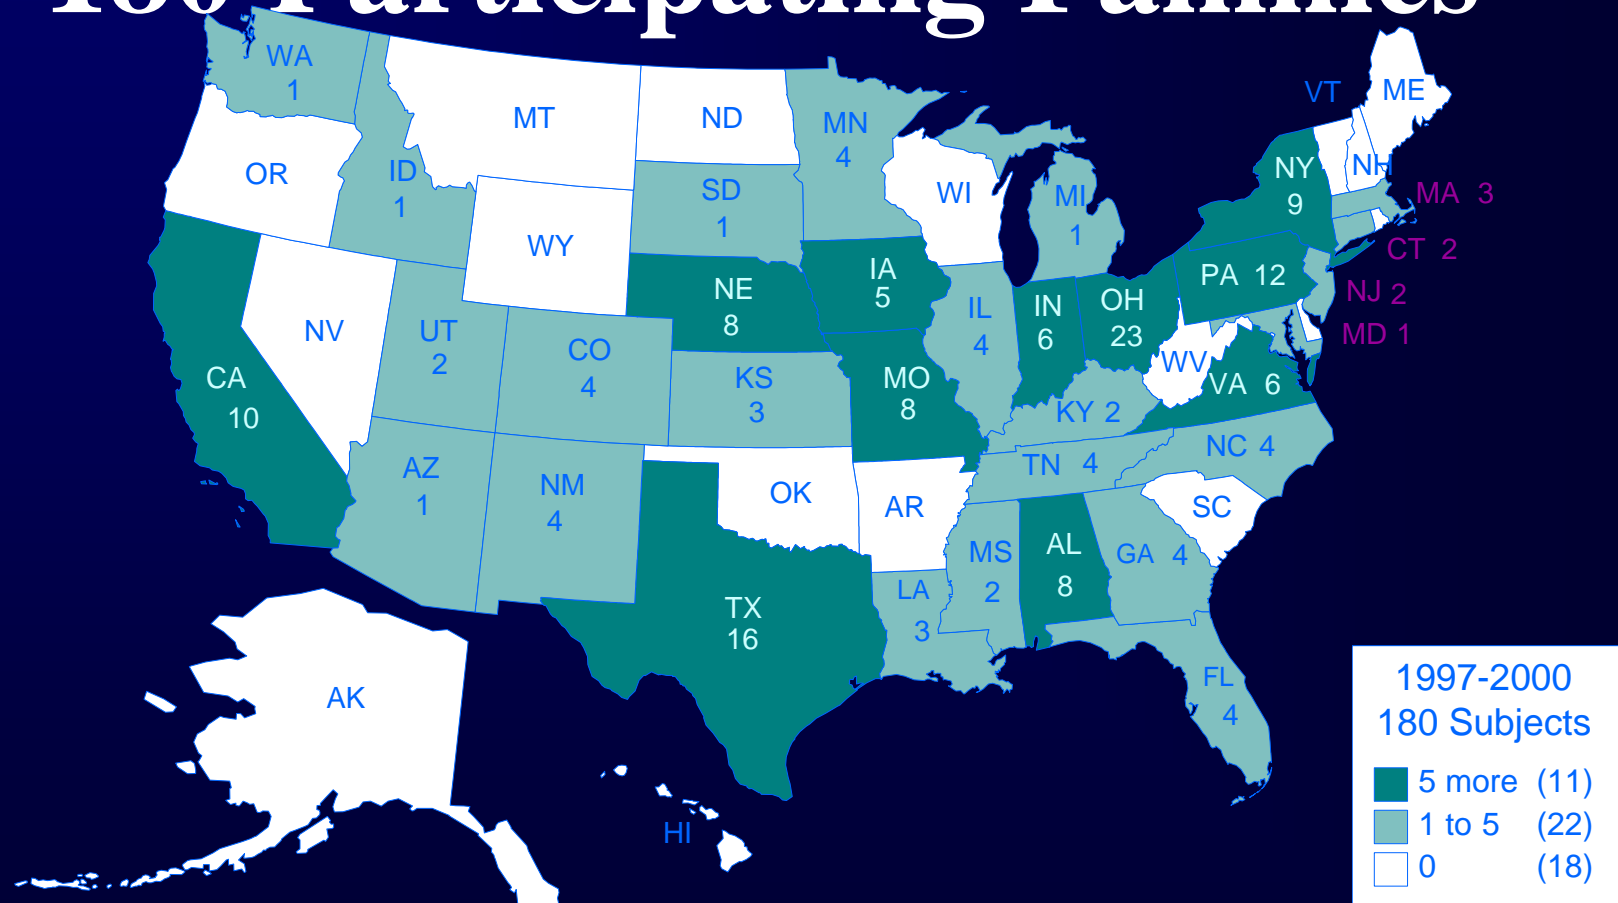 180 Participating Families
WA
1
MT
ND
MN
4
VT
ME
OR
ID
1
SD
1
WI
MI
1
NY
9
NH
MA 3
WY
CT 2
NE
8
IA
5
IL
4
IN
6
OH
23
PA 12
NJ 2
MD 1
NV
UT
2
CO
4
CA
10
KS
3
MO
8
WV
VA 6
KY 2
NC 4
TN 4
AZ
1
NM
4
OK
AR
SC
MS
2
AL
8
GA 4
LA
3
TX
16
FL
4
AK
HI
1997-2000
180 Subjects
5 more (11)
1 to 5 (22)
0 (18)